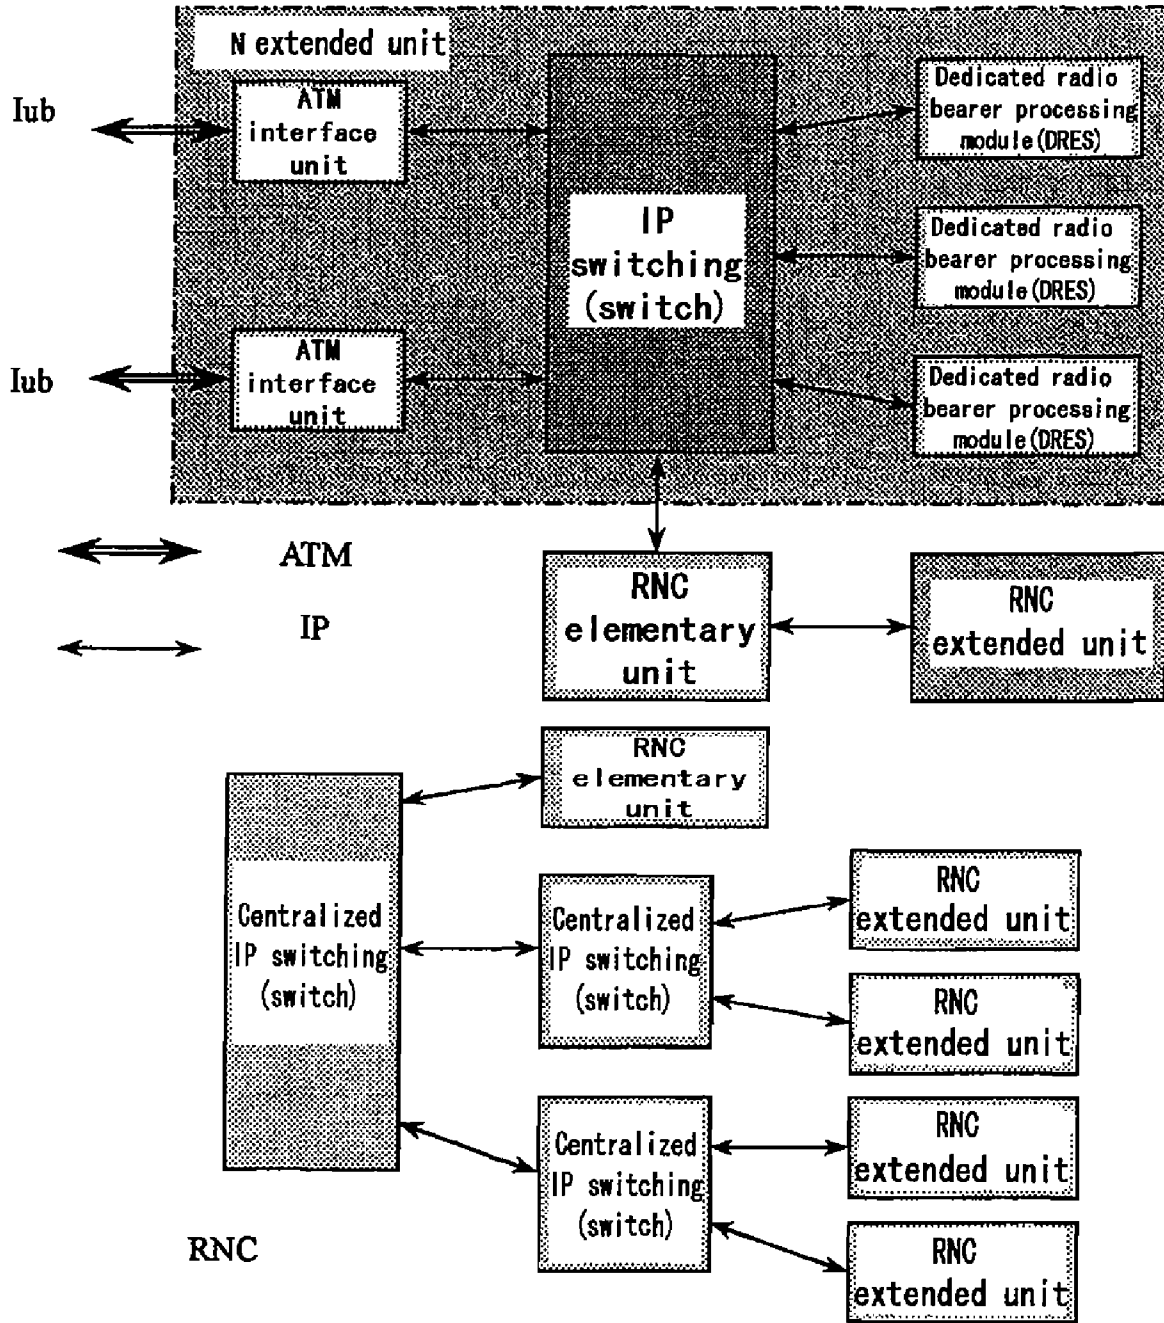 N extended unit
Iub
ATM
interface
unit
Dedicated radio
bearer processing
module(DRES)
IP
switching
(switch)
Dedicated radio
bearer processing
module(DRES)
Iub
ATM
interface
unit
Dedicated radio
bearer processing
module(DRES)
ATM
IP
RNC
elementary
unit
RNC
extended unit
RNC
elementary
unit
Centralized
IP switching
(switch)
Centralized
IP switching
(switch)
RNC
extended unit
RNC
extended unit
Centralized
IP switching
(switch)
RNC
extended unit
RNC
extended unit
RNC